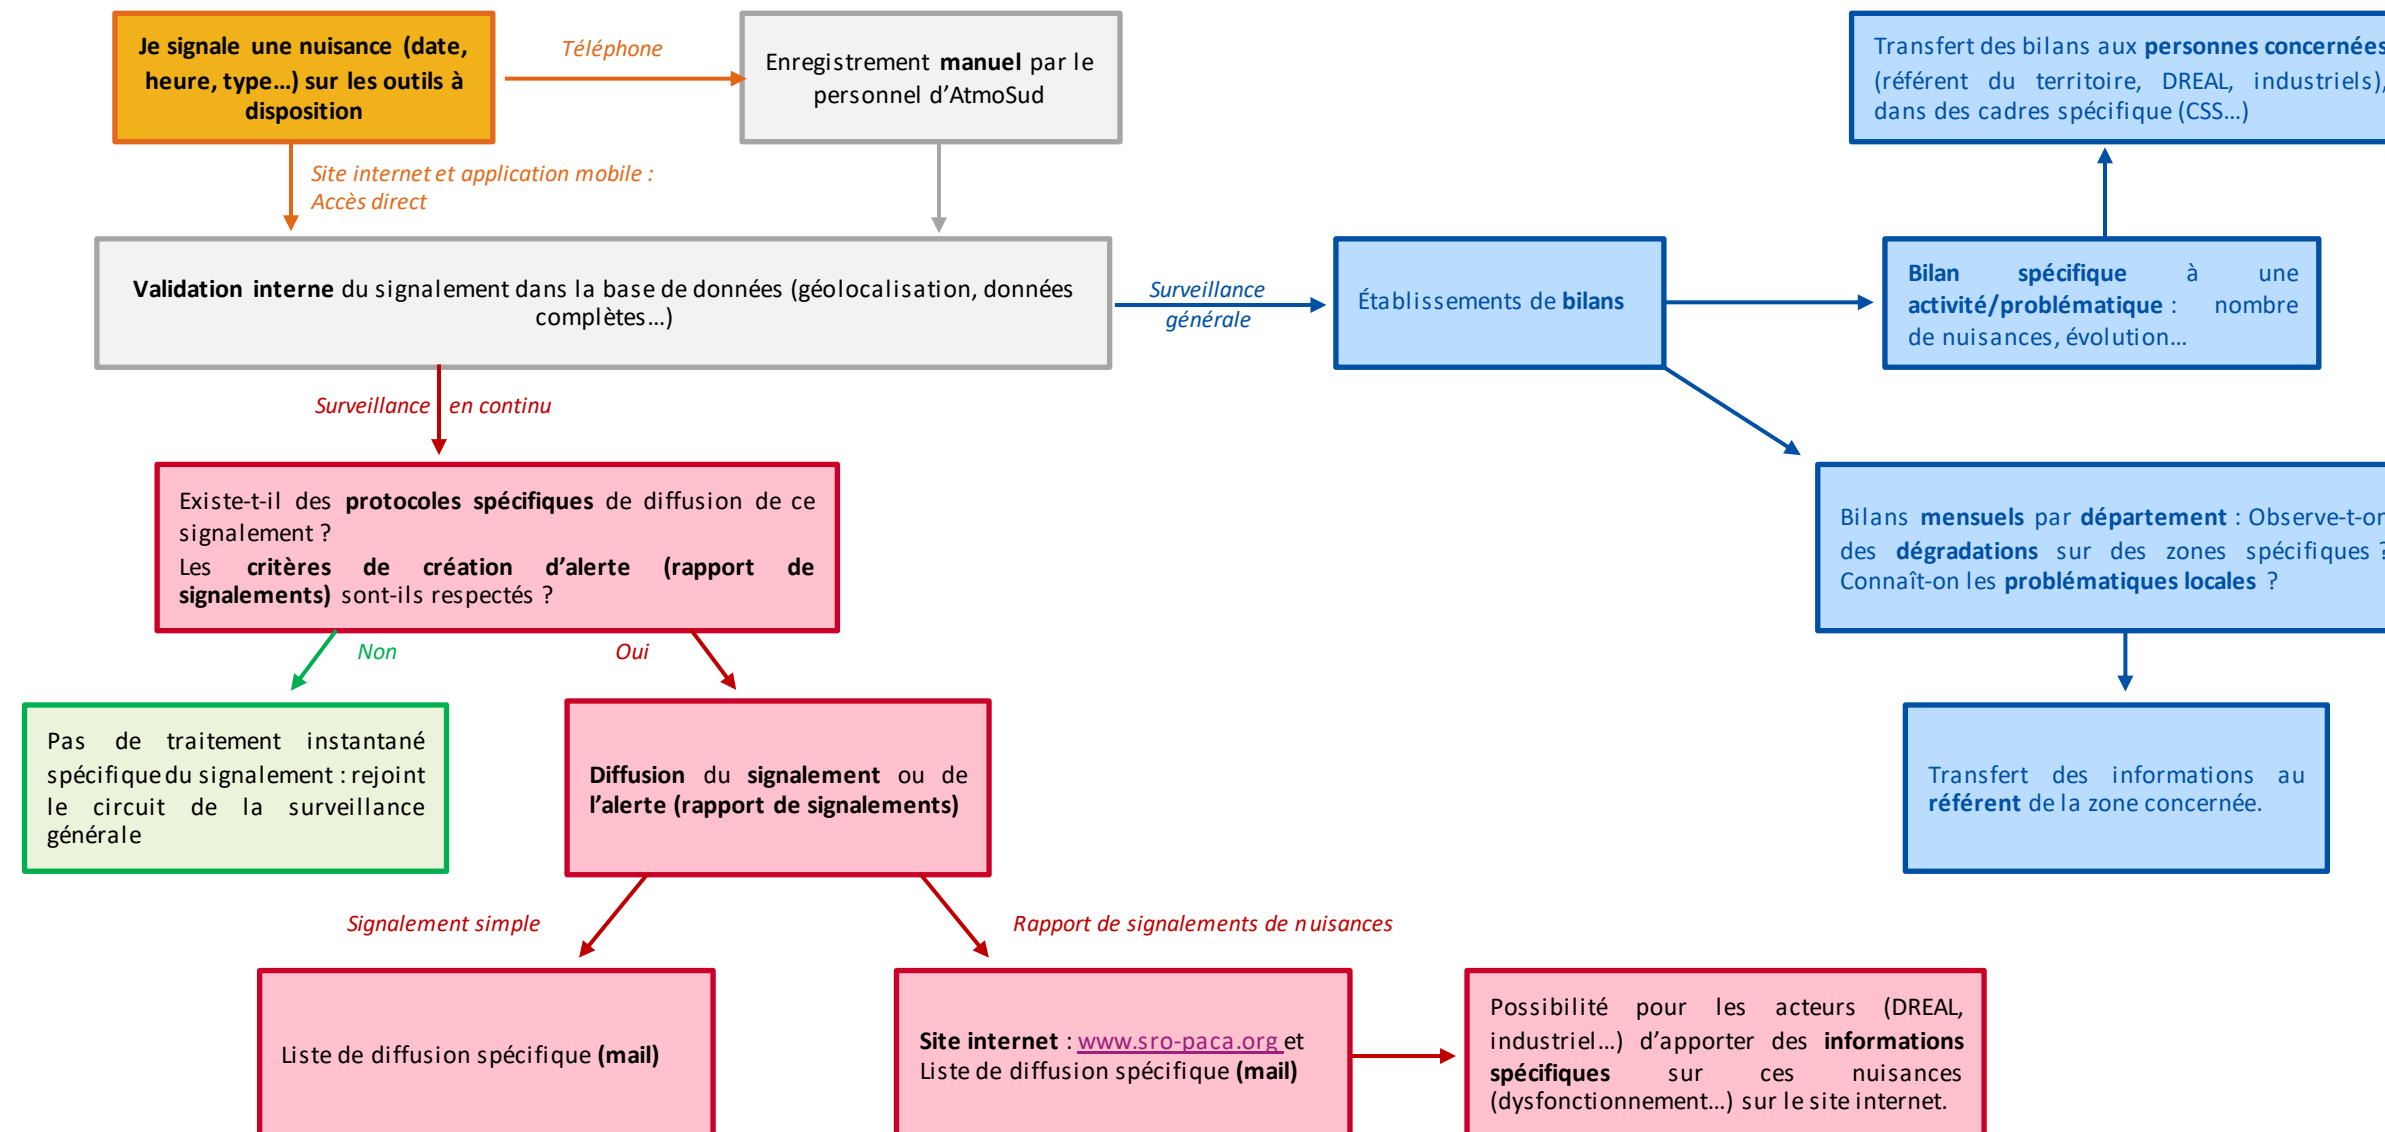 Je signale une nuisance (date,
heure, type…) sur les outils à
disposition
Téléphone
Enregistrement manuel par le
personnel d’AtmoSud
Transfert des bilans aux personnes concernées
(référent du territoire, DREAL, industriels),
dans des cadres spécifique (CSS…)
Site internet et application mobile :
Accès direct
Validation interne du signalement dans la base de données (géolocalisation, données
complètes…)
Surveillance
générale
Établissements de bilans
Bilan spécifique à une
activité/problématique : nombre
de nuisances, évolution…
Surveillance en continu
Existe-t-il des protocoles spécifiques de diffusion de ce
signalement ?
Les critères de création d’alerte (rapport de
signalements) sont-ils respectés ?
Bilans mensuels par département : Observe-t-on
des dégradations sur des zones spécifiques ?
Connaît-on les problématiques locales ?
Non
Oui
Pas de traitement instantané
spécifique du signalement : rejoint
le circuit de la surveillance
générale
Diffusion du signalement ou de
l’alerte (rapport de signalements)
Transfert des informations au
référent de la zone concernée.
Signalement simple
Rapport de signalements de nuisances
Liste de diffusion spécifique (mail)
Site internet : www.sro-paca.org et
Liste de diffusion spécifique (mail)
Possibilité pour les acteurs (DREAL,
industriel…) d’apporter des informations
spécifiques sur ces nuisances
(dysfonctionnement…) sur le site internet.